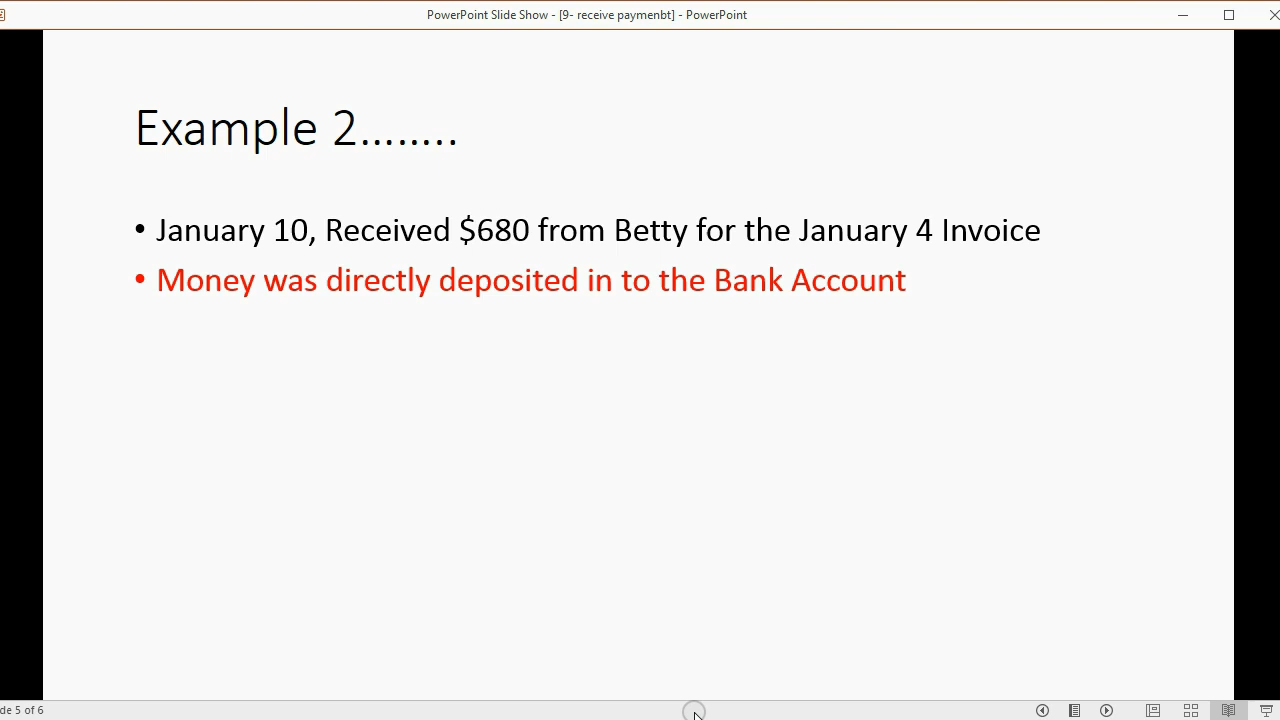 PowerPoint Slide Show - [9- receive paymenbt] - PowerPoint
Example 2........
• January 10, Received $680 from Betty for the January 4 Invoice
• Money was directly deposited in to the Bank Account
de 5 of 6